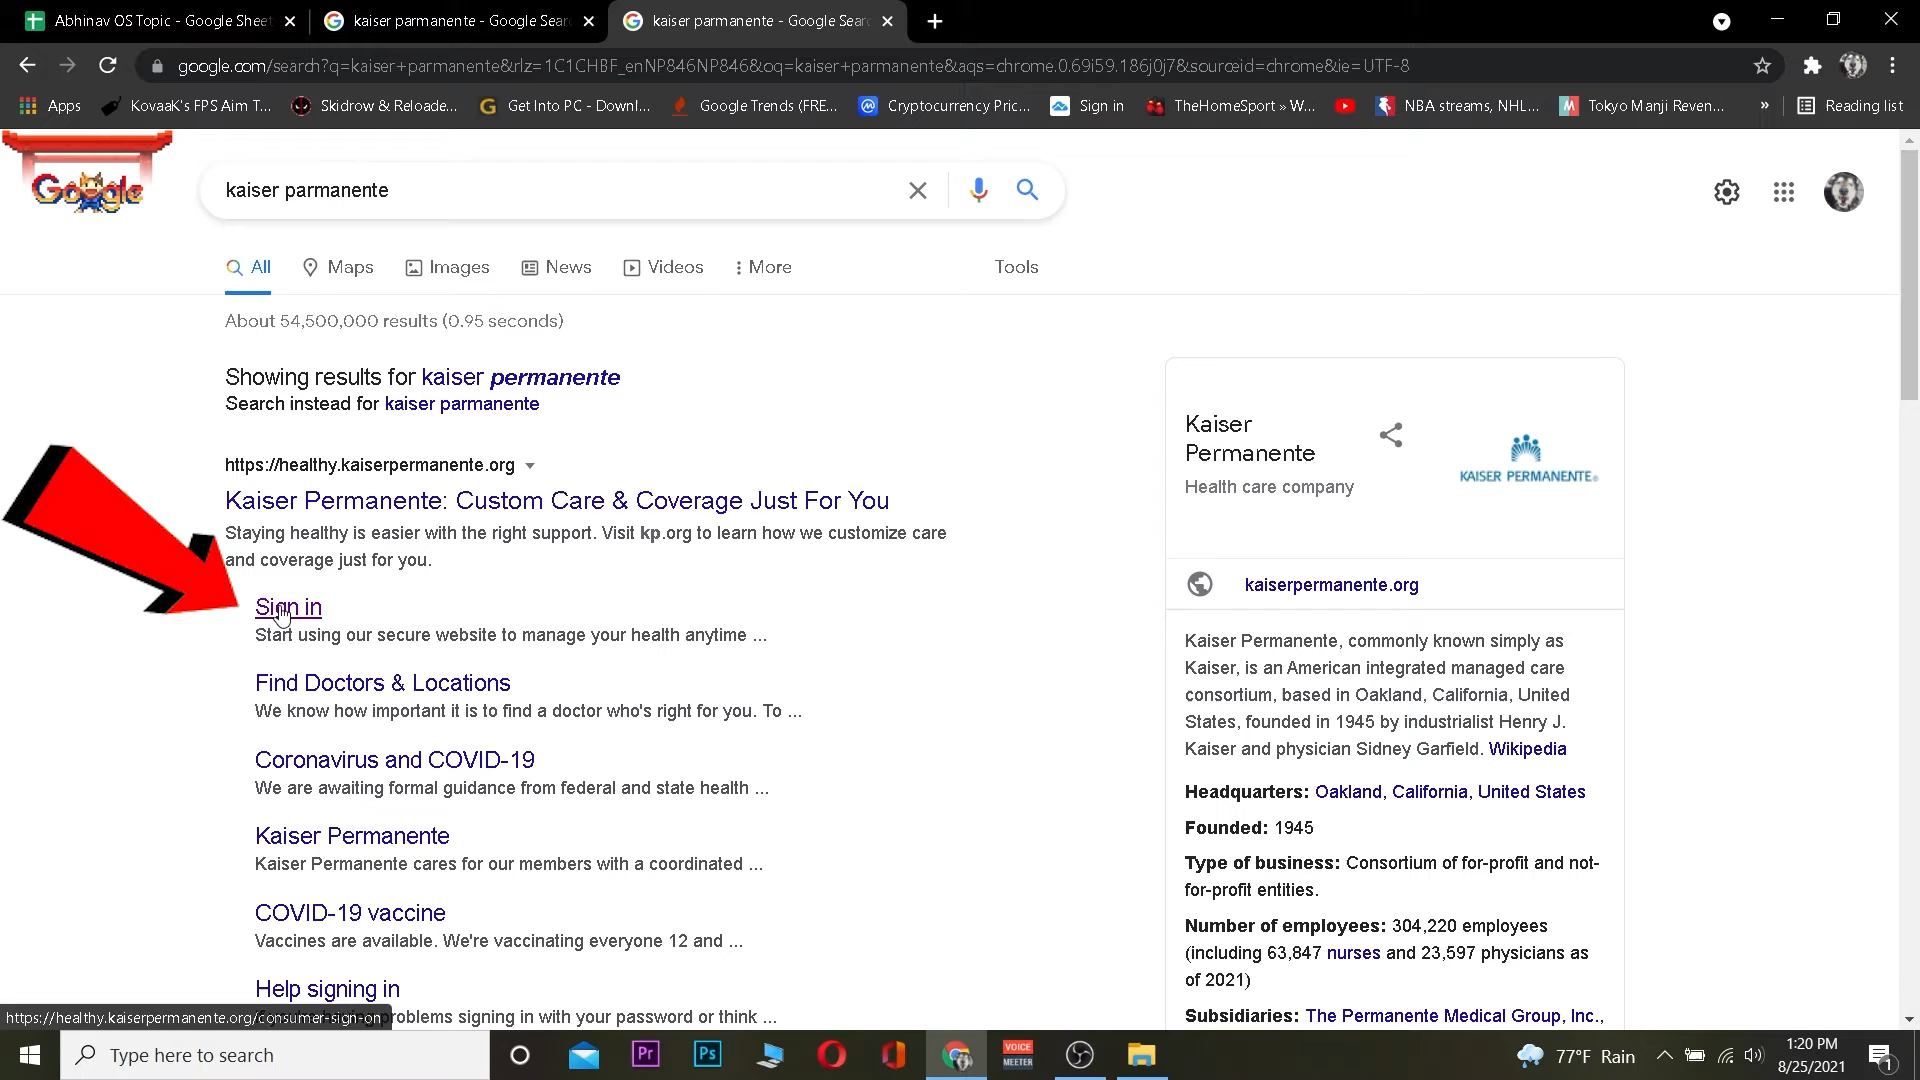 Abhinav OS Topic - Google Sheet
kaiser parmanente - Google Sear
kaiser parmanente - Google Sear
google.com/search?q=kaiser+parmanente&rlz=1C1CHBF_enNP846NP846&oq=kaiser+parmanente&aqs=chrome.0.69i59.186j0j7&sourceid=chrome&ie=UTF-8
Apps
KovaaK's FPS Aim T...
Skidrow & Reloade...
Get Into PC - Downl...
Google Trends (FRE...
Cryptocurrency Pric...
Sign in
TheHomeSport » W...
NBA streams, NHL...
Tokyo Manji Reven...
»
Reading list
Google
kaiser parmanente
All
Maps
Images
News
Videos
More
Tools
About 54,500,000 results (0.95 seconds)
Showing results for kaiser permanente
Search instead for kaiser parmanente
https://healthy.kaiserpermanente.org
Kaiser Permanente: Custom Care & Coverage Just For You
Staying healthy is easier with the right support. Visit kp.org to learn how we customize care
and coverage just for you.
Sign in
Start using our secure website to manage your health anytime ...
Find Doctors & Locations
We know how important it is to find a doctor who's right for you. To ...
Coronavirus and COVID-19
We are awaiting formal guidance from federal and state health ...
Kaiser Permanente
Kaiser Permanente cares for our members with a coordinated ...
COVID-19 vaccine
Vaccines are available. We're vaccinating everyone 12 and ...
Help signing in
problems signing in with your password or think ...
https://healthy.kaiserpermanente.org/consumer-sign-on
Kaiser
Permanente
Health care company
KAISER PERMANENTE®
kaiserpermanente.org
Kaiser Permanente, commonly known simply as
Kaiser, is an American integrated managed care
consortium, based in Oakland, California, United
States, founded in 1945 by industrialist Henry J.
Kaiser and physician Sidney Garfield. Wikipedia
Headquarters: Oakland, California, United States
Founded: 1945
Type of business: Consortium of for-profit and not-
for-profit entities.
Number of employees: 304,220 employees
(including 63,847 nurses and 23,597 physicians as
of 2021)
Subsidiaries: The Permanente Medical Group, Inc.,
Type here to search
Pr
Ps
VOICE
MEETER
77°F Rain
1:20 PM
8/25/2021
1